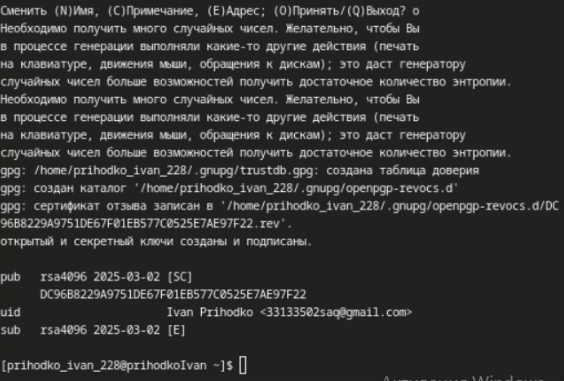 Сменить (N)Имя, (C)Примечание, (E)Адрес; (O)Принять/(Q)Выход? o
Необходимо получить много случайных чисел. Желательно, чтобы Вы
в процессе генерации выполняли какие-то другие действия (печать
на клавиатуре, движения мыши, обращения к дискам); это даст генератору
случайных чисел больше возможностей получить достаточное количество энтропии.
Необходимо получить много случайных чисел. Желательно, чтобы Вы
в процессе генерации выполняли какие-то другие действия (печать
на клавиатуре, движения мыши, обращения к дискам); это даст генератору
случайных чисел больше возможностей получить достаточное количество энтропии.
gpg: /home/prihodko_ivan_228/.gnupg/trustdb.gpg: создана таблица доверия
gpg: создан каталог '/home/prihodko_ivan_228/.gnupg/openpgp-revocs.d'
gpg: сертификат отзыва записан в '/home/prihodko_ivan_228/.gnupg/openpgp-revocs.d/DC
96B8229A9751DE67F01EB577C0525E7AE97F22.rev'.
открытый и секретный ключи созданы и подписаны.
pub   rsa4096 2025-03-02 [SC]
      DC96B8229A9751DE67F01EB577C0525E7AE97F22
uid                      Ivan Prihodko <33133502saq@gmail.com>
sub   rsa4096 2025-03-02 [E]
[prihodko_ivan_228@prihodkoIvan ~]$
Активация Windows